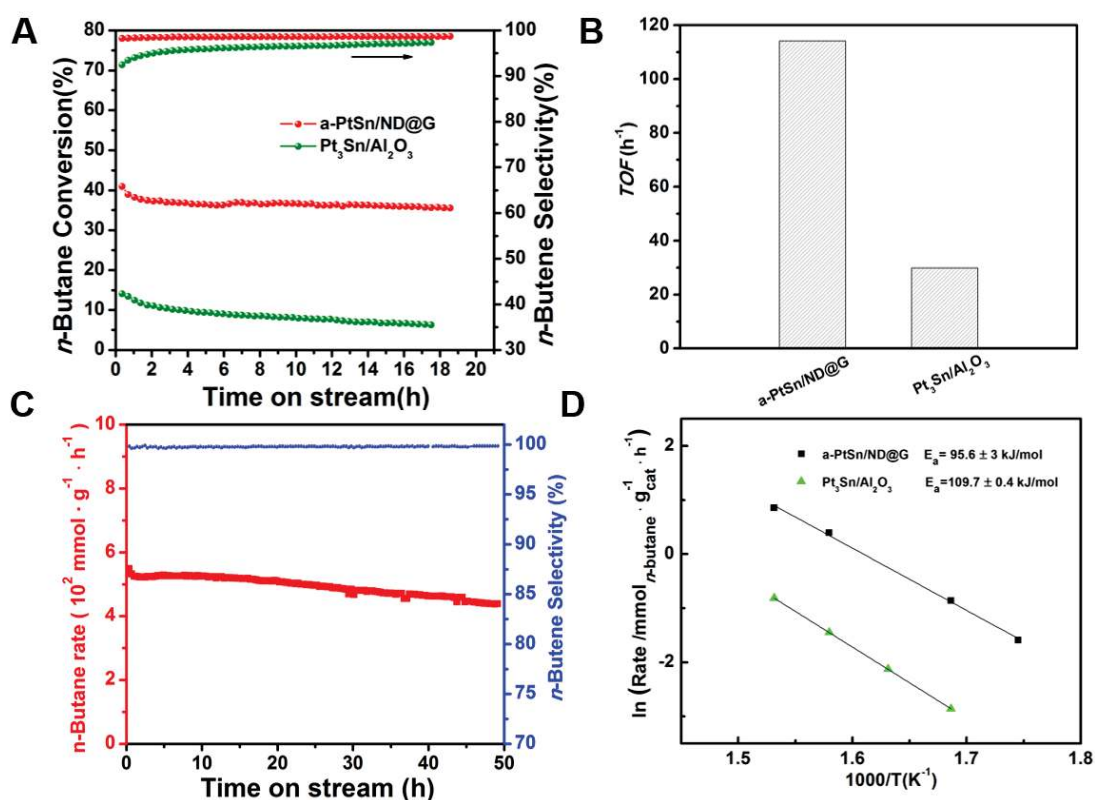 A
n-Butane Conversion(%)
80
70
60
50
40
30
20
10
0
a-PtSn/ND@G
Pt₃Sn/Al₂O₃
100
90
80
70
60
50
40
30
n-Butene Selectivity(%)
0 2 4 6 8 10 12 14 16 18 20
Time on stream(h)
B
TOF (h⁻¹)
120
100
80
60
40
20
0
a-PtSn/ND@G
Pt₃Sn/Al₂O₃
C
n-Butane rate ( 10² mmol · g⁻¹ · h⁻¹)
10
8
6
4
2
0
100
95
90
85
80
75
70
n-Butene Selectivity (%)
0 10 20 30 40 50
Time on stream (h)
D
ln (Rate /mmol n-butane · g⁻¹cat · h⁻¹)
2
0
-2
a-PtSn/ND@G Eₐ= 95.6 ± 3 kJ/mol
Pt₃Sn/Al₂O₃ Eₐ=109.7 ± 0.4 kJ/mol
1.5 1.6 1.7 1.8
1000/T(K⁻¹)